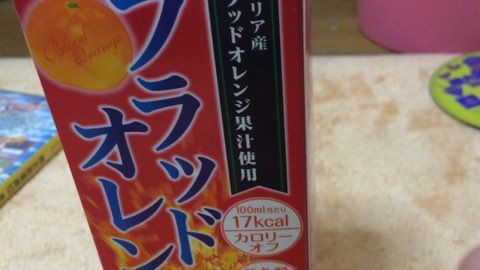 Blood
Orange
ブラッド
オレン
リア産
ラッドオレンジ果汁使用
100ml当たり
17kcal
カロリー
オフ